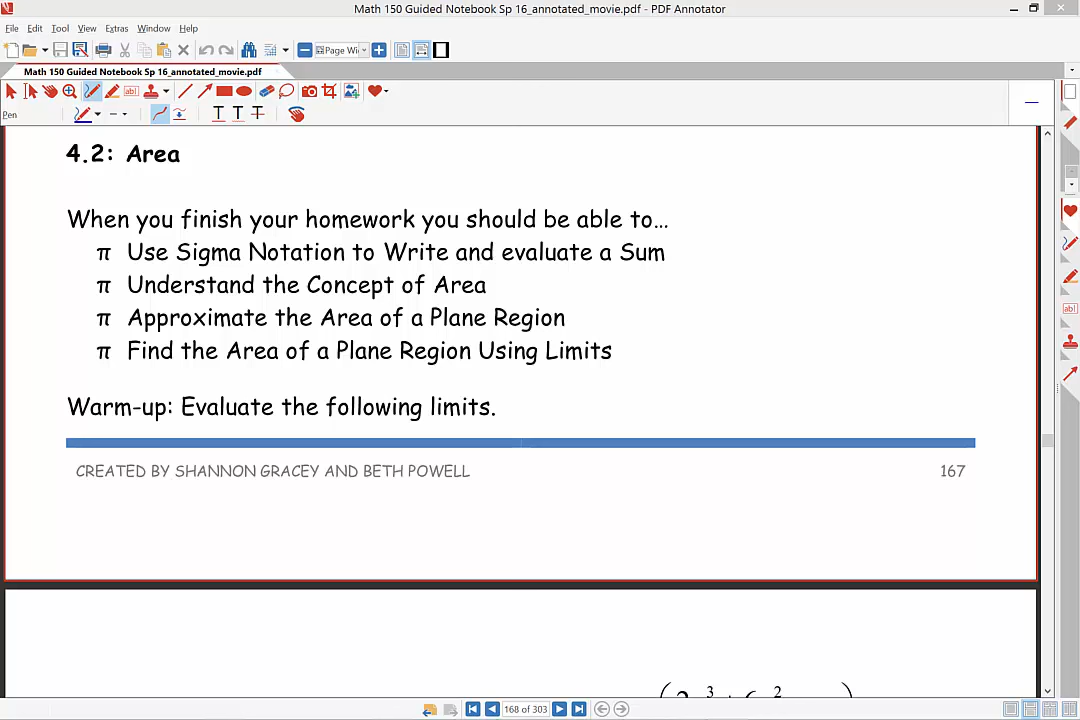 Math 150 Guided Notebook Sp 16_annotated_movie.pdf - PDF Annotator
File Edit Tool View Extras Window Help
Page Wi
Math 150 Guided Notebook Sp 16_annotated_movie.pdf
Pen
4.2: Area
When you finish your homework you should be able to…
π Use Sigma Notation to Write and evaluate a Sum
π Understand the Concept of Area
π Approximate the Area of a Plane Region
π Find the Area of a Plane Region Using Limits
Warm-up: Evaluate the following limits.
CREATED BY SHANNON GRACEY AND BETH POWELL 167
168 of 303